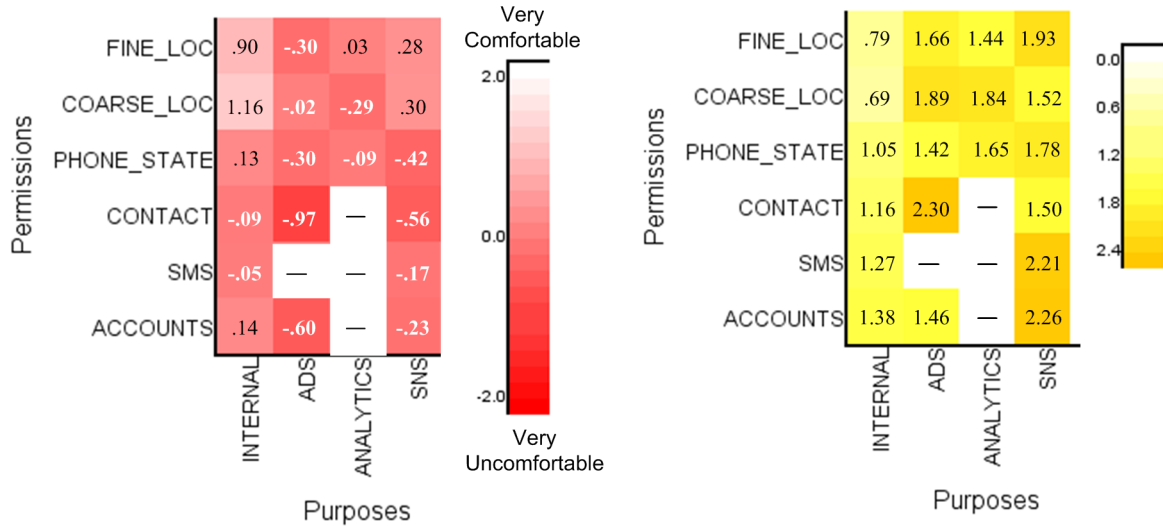 Very
Comfortable
FINE_LOC .90 -.30 .03 .28
COARSE_LOC 1.16 -.02 -.29 .30
PHONE_STATE .13 -.30 -.09 -.42
CONTACT -.09 -.97 — -.56
SMS -.05 — — -.17
ACCOUNTS .14 -.60 — -.23
INTERNAL
ADS
ANALYTICS
SNS
Permissions
Purposes
2.0
0.0
-2.0
Very
Uncomfortable
FINE_LOC .79 1.66 1.44 1.93
COARSE_LOC .69 1.89 1.84 1.52
PHONE_STATE 1.05 1.42 1.65 1.78
CONTACT 1.16 2.30 — 1.50
SMS 1.27 — — 2.21
ACCOUNTS 1.38 1.46 — 2.26
INTERNAL
ADS
ANALYTICS
SNS
Permissions
Purposes
0.0
0.6
1.2
1.8
2.4